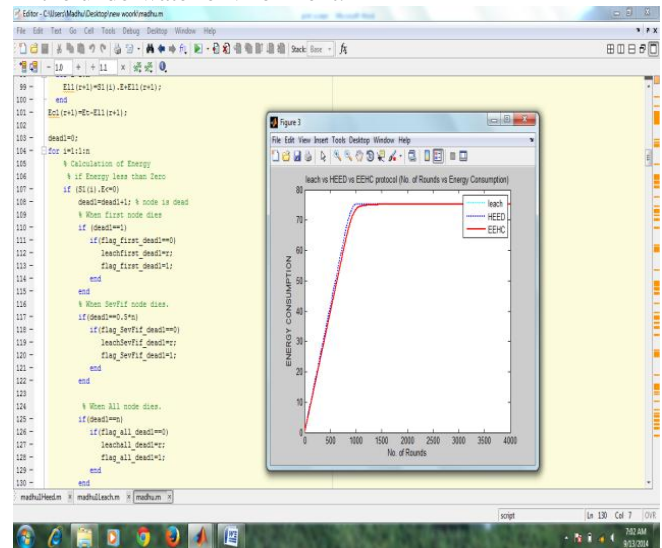 Editor - C:\Users\Madhu\Desktop\new woork\madhu.m
File Edit Text Go Cell Tools Debug Desktop Window Help
Stack: Base
fx
- 1.0 + ÷ 1.1 ×
99 - E11(r+1)=S1(i).E+E11(r+1);
100 - end
101 - Ec1(r+1)=Et-E11(r+1);
102
103 - dead1=0;
104 - for i=1:1:n
105 % Calculation of Energy
106 % if Energy less than Zero
107 - if (S1(i).E<=0)
108 - dead1=dead1+1; % node is dead
109 % When first node dies
110 - if (dead1==1)
111 - if(flag_first_dead1==0)
112 - leachfirst_dead1=r;
113 - flag_first_dead1=1;
114 - end
115 - end
116 % When SevFif node dies.
117 - if(dead1==0.5*n)
118 - if(flag_SevFif_dead1==0)
119 - leachSevFif_dead1=r;
120 - flag_SevFif_dead1=1;
121 - end
122 - end
123
124 % When All node dies.
125 - if(dead1==n)
126 - if(flag_all_dead1==0)
127 - leachall_dead1=r;
128 - flag_all_dead1=1;
129 - end
130 - end
Figure 3
File Edit View Insert Tools Desktop Window Help
leach vs HEED vs EEHC protocol (No. of Rounds vs Energy Consumption)
leach
HEED
EEHC
ENERGY CONSUMPTION
80
70
60
50
40
30
20
10
0
0 500 1000 1500 2000 2500 3000 3500 4000
No. of Rounds
madhu1Heed.m × madhu1Leach.m × madhu.m ×
script
Ln 130 Col 7 OVR
7:02 AM
9/13/2014